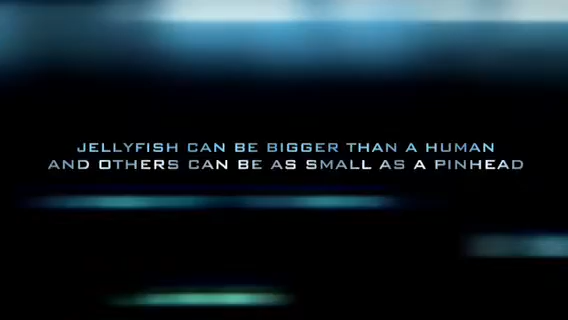 JELLYFISH CAN BE BIGGER THAN A HUMAN
AND OTHERS CAN BE AS SMALL AS A PINHEAD